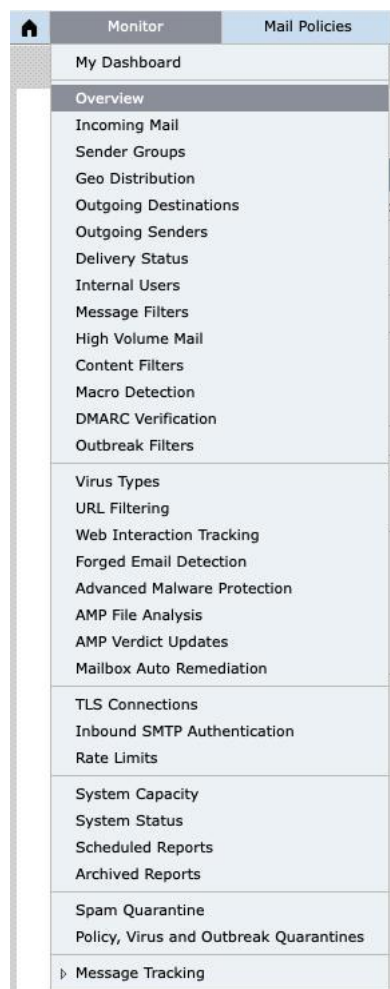 Monitor Mail Policies
My Dashboard
Overview
Incoming Mail
Sender Groups
Geo Distribution
Outgoing Destinations
Outgoing Senders
Delivery Status
Internal Users
Message Filters
High Volume Mail
Content Filters
Macro Detection
DMARC Verification
Outbreak Filters
Virus Types
URL Filtering
Web Interaction Tracking
Forged Email Detection
Advanced Malware Protection
AMP File Analysis
AMP Verdict Updates
Mailbox Auto Remediation
TLS Connections
Inbound SMTP Authentication
Rate Limits
System Capacity
System Status
Scheduled Reports
Archived Reports
Spam Quarantine
Policy, Virus and Outbreak Quarantines
Message Tracking